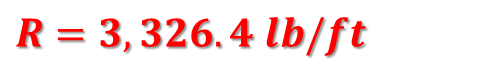 R = 3,326.4 lb/ft